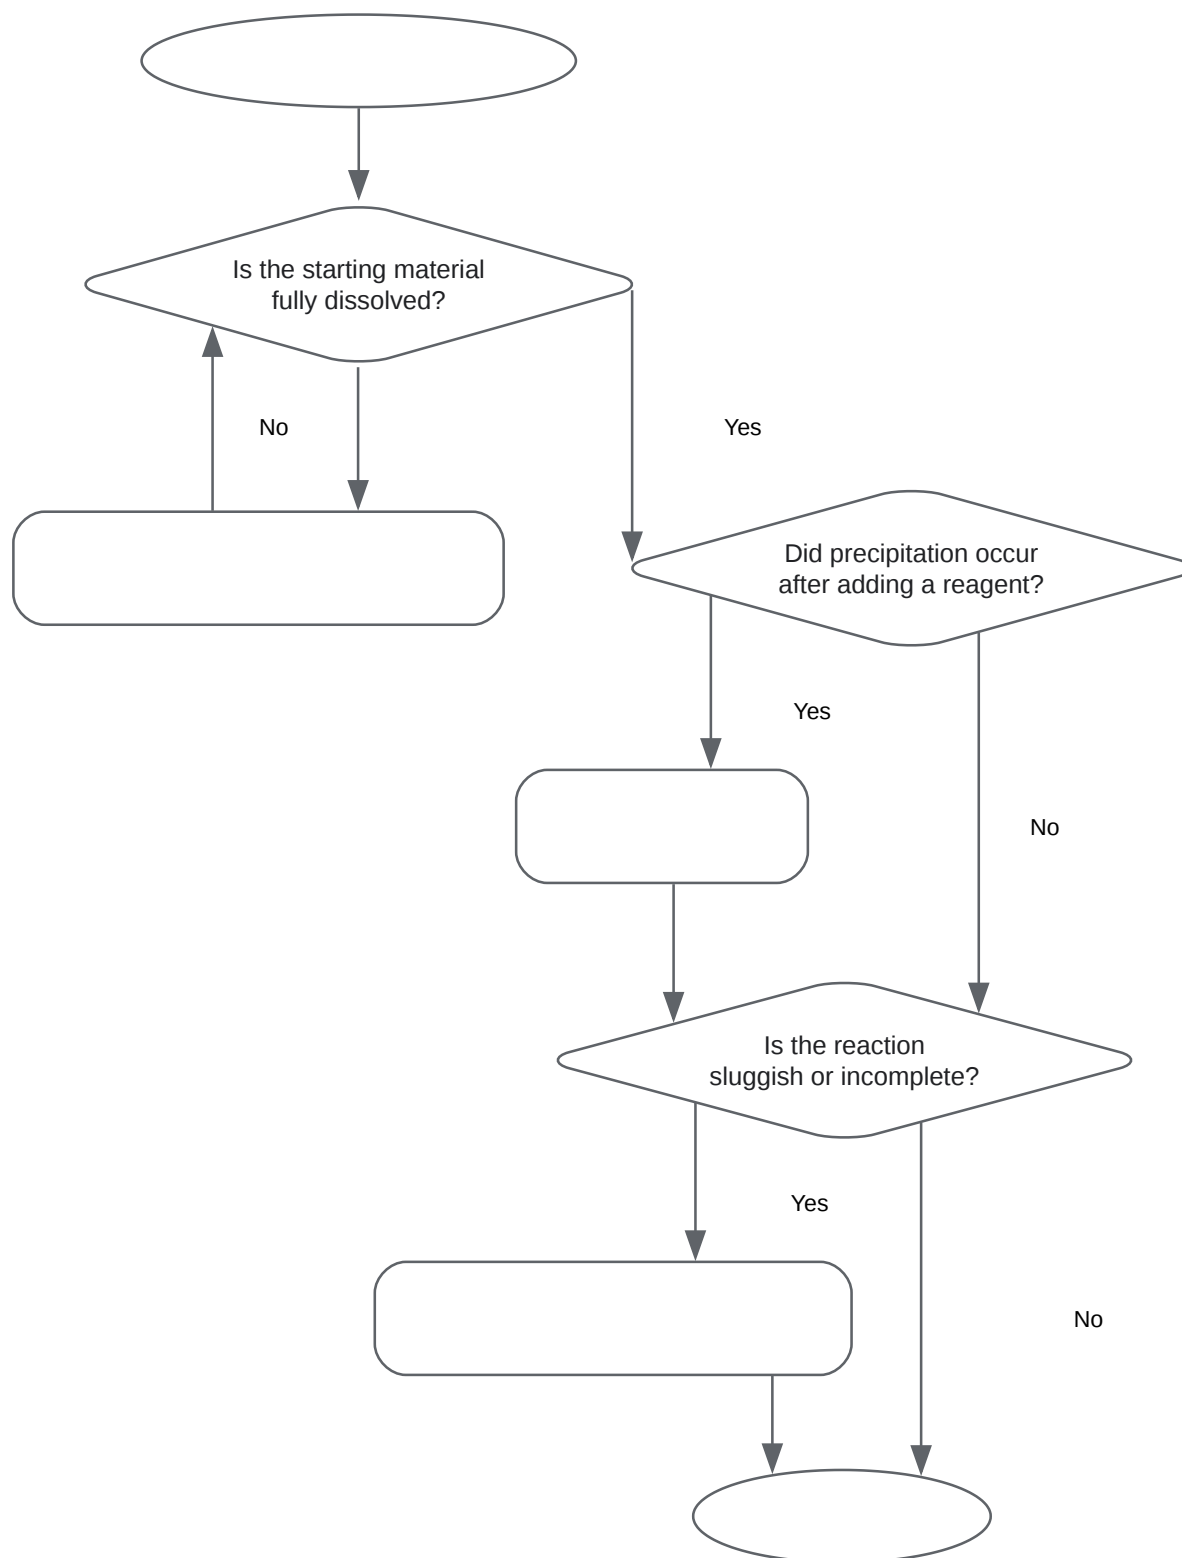 Is the starting material
fully dissolved?
No
Yes
Did precipitation occur
after adding a reagent?
Yes
No
Is the reaction
sluggish or incomplete?
Yes
No